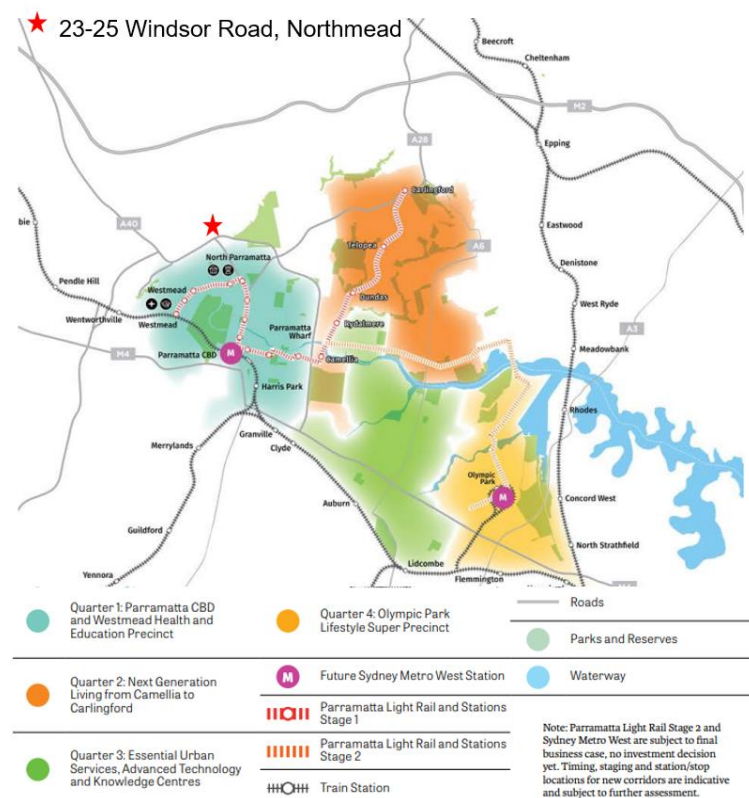 23-25 Windsor Road, Northmead
Beecroft
Cheltenham
M2
A28
Epping
Carlingford
A40
bie
Eastwood
Telopea
A6
North Parramatta
Denistone
Pendle Hill
Westmead
Dundas
West Ryde
Wentworthville
Westmead
Parramatta
Wharf
Rydalmere
A3
M4
Parramatta CBD
M
Camellia
Meadowbank
Harris Park
Rhodes
Granville
Merrylands
Clyde
Olympic
Park
M
Auburn
Concord West
Guildford
North Strathfield
Lidcombe
Yennora
Flemmington
Quarter 1: Parramatta CBD
and Westmead Health and
Education Precinct
Quarter 2: Next Generation
Living from Camellia to
Carlingford
Quarter 3: Essential Urban
Services, Advanced Technology
and Knowledge Centres
Quarter 4: Olympic Park
Lifestyle Super Precinct
M
Future Sydney Metro West Station
Parramatta Light Rail and Stations
Stage 1
Parramatta Light Rail and Stations
Stage 2
Train Station
Roads
Parks and Reserves
Waterway
Note: Parramatta Light Rail Stage 2 and
Sydney Metro West are subject to final
business case, no investment decision
yet. Timing, staging and station/stop
locations for new corridors are indicative
and subject to further assessment.